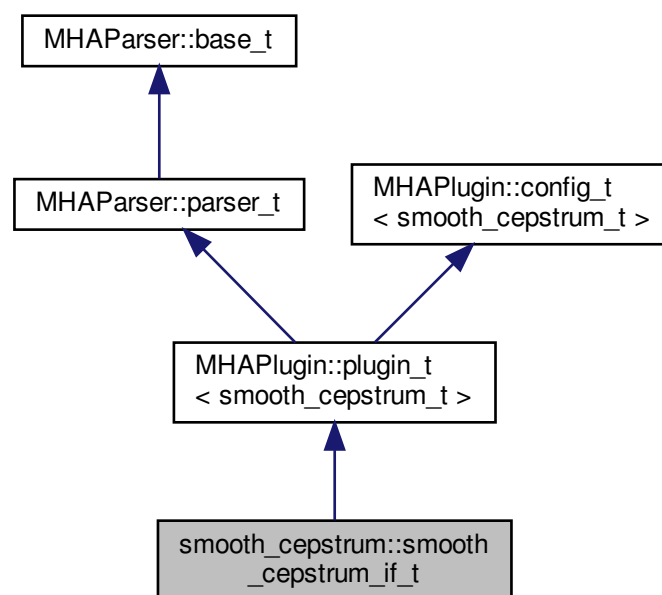 MHAParser::base_t
MHAParser::parser_t
MHAPlugin::config_t
< smooth_cepstrum_t >
MHAPlugin::plugin_t
< smooth_cepstrum_t >
smooth_cepstrum::smooth
_cepstrum_if_t